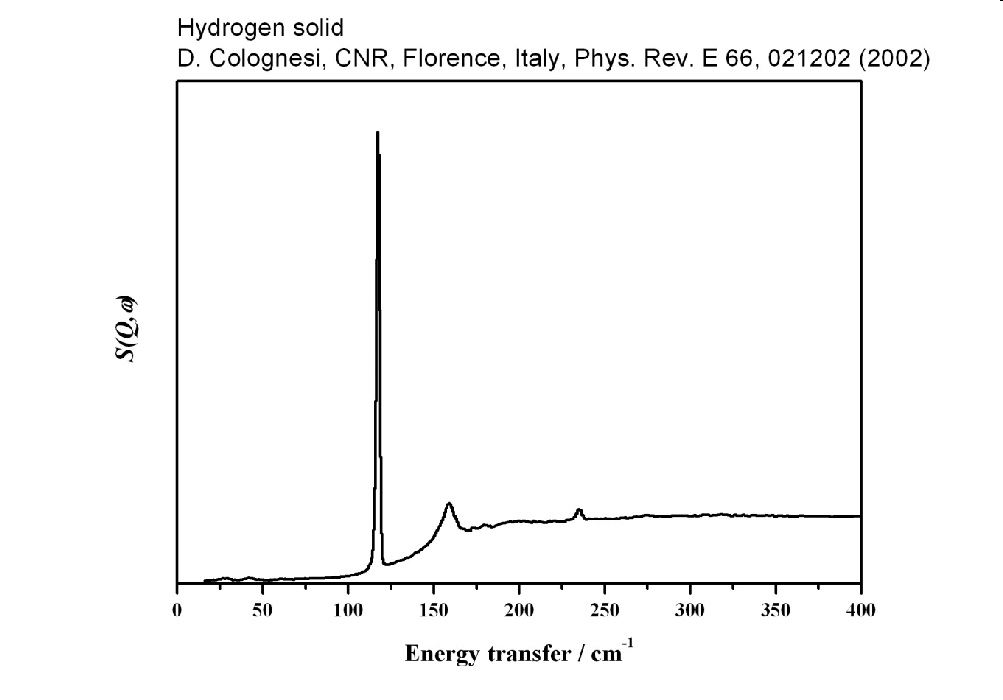 Hydrogen solid
D. Colognesi, CNR, Florence, Italy, Phys. Rev. E 66, 021202 (2002)
S(Q,ω)
0 50 100 150 200 250 300 350 400
Energy transfer / cm⁻¹